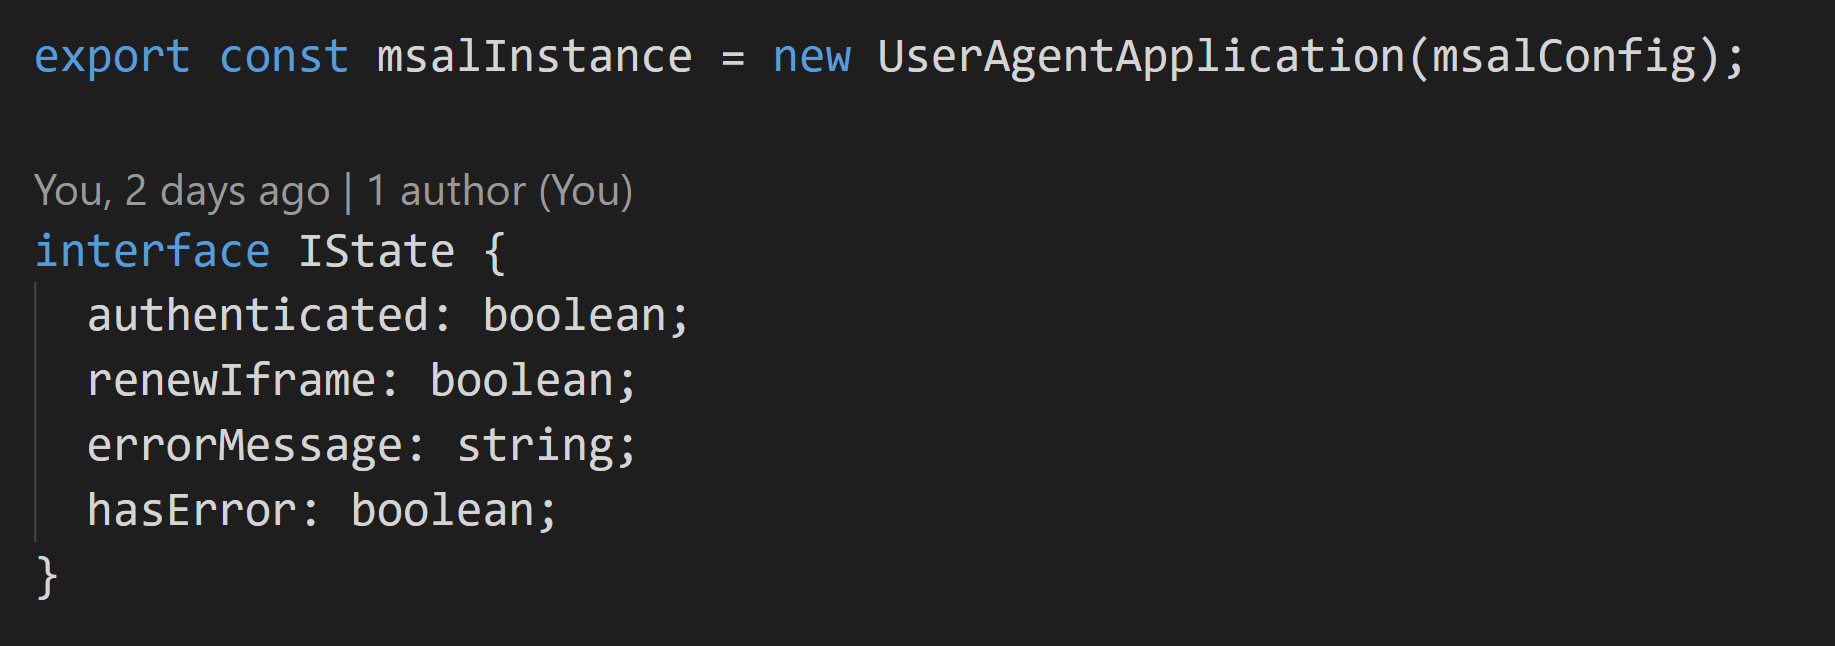 export const msalInstance = new UserAgentApplication(msalConfig);
You, 2 days ago | 1 author (You)
interface IState {
authenticated: boolean;
renewIframe: boolean;
errorMessage: string;
hasError: boolean;
}